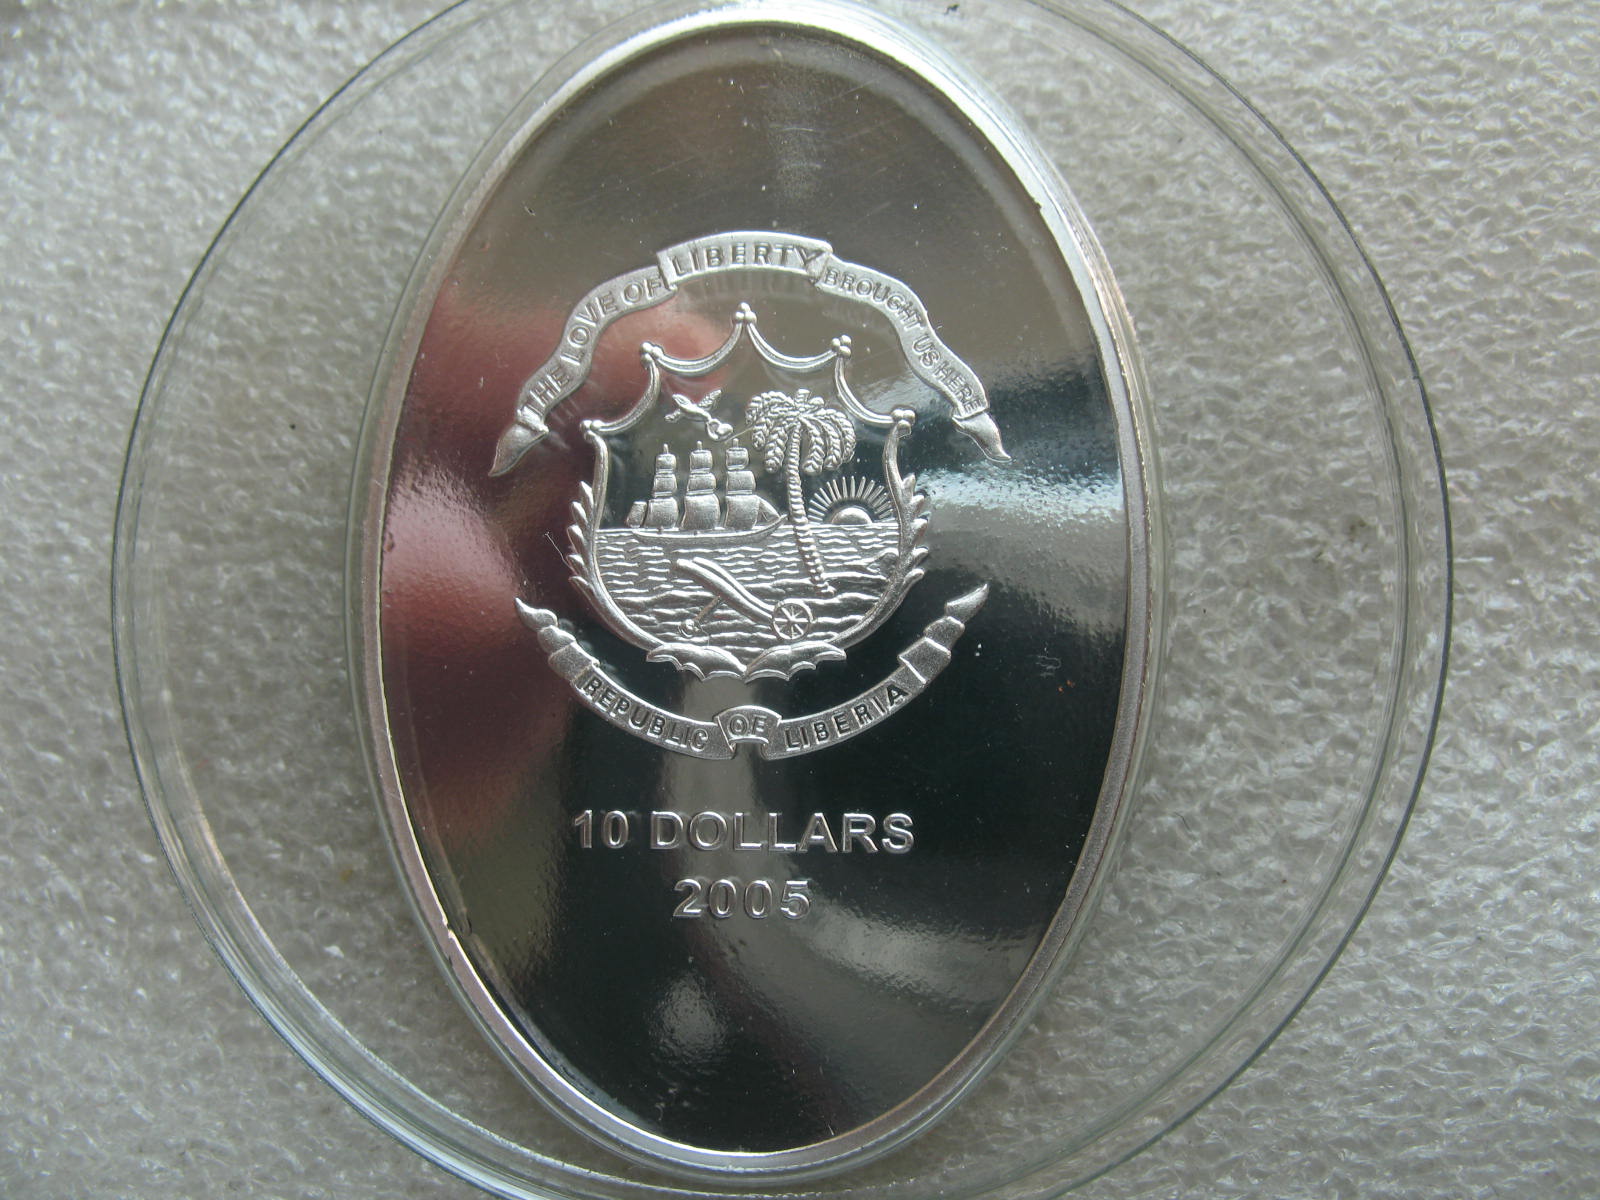 THE LOVE OF LIBERTY BROUGHT US HERE
REPUBLIC OF LIBERIA
10 DOLLARS
2005